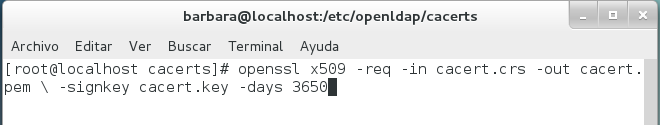 barbara@localhost:/etc/openldap/cacerts
Archivo Editar Ver Buscar Terminal Ayuda
[root@localhost cacerts]# openssl x509 -req -in cacert.crs -out cacert.
pem \ -signkey cacert.key -days 3650